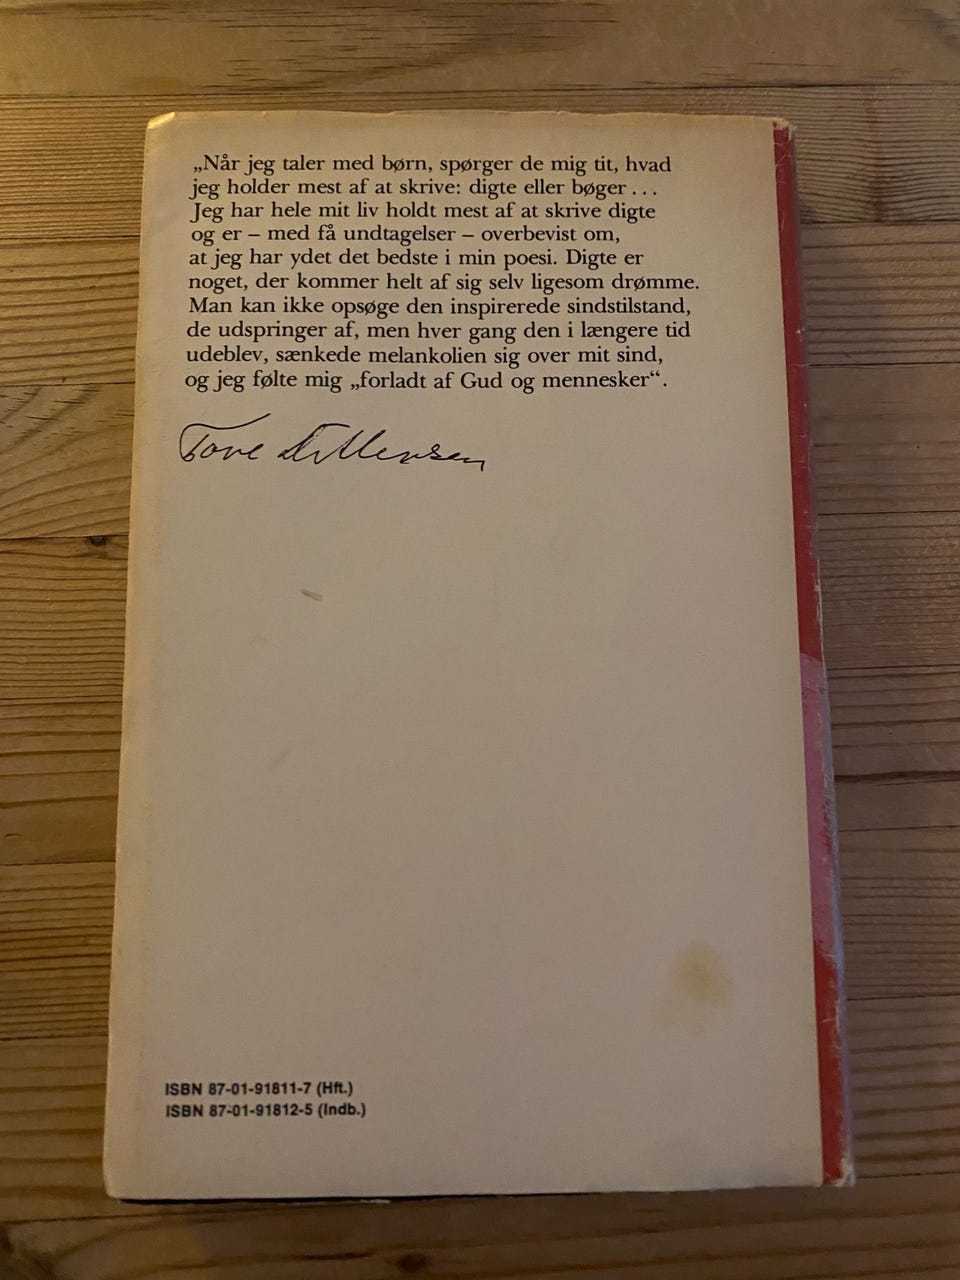 „Når jeg taler med børn, spørger de mig tit, hvad
jeg holder mest af at skrive: digte eller bøger . . .
Jeg har hele mit liv holdt mest af at skrive digte
og er – med få undtagelser – overbevist om,
at jeg har ydet det bedste i min poesi. Digte er
noget, der kommer helt af sig selv ligesom drømme.
Man kan ikke opsøge den inspirerede sindstilstand,
de udspringer af, men hver gang den i længere tid
udeblev, sænkede melankolien sig over mit sind,
og jeg følte mig „forladt af Gud og mennesker“.
Tove Ditlevsen
ISBN 87-01-91811-7 (Hft.)
ISBN 87-01-91812-5 (Indb.)